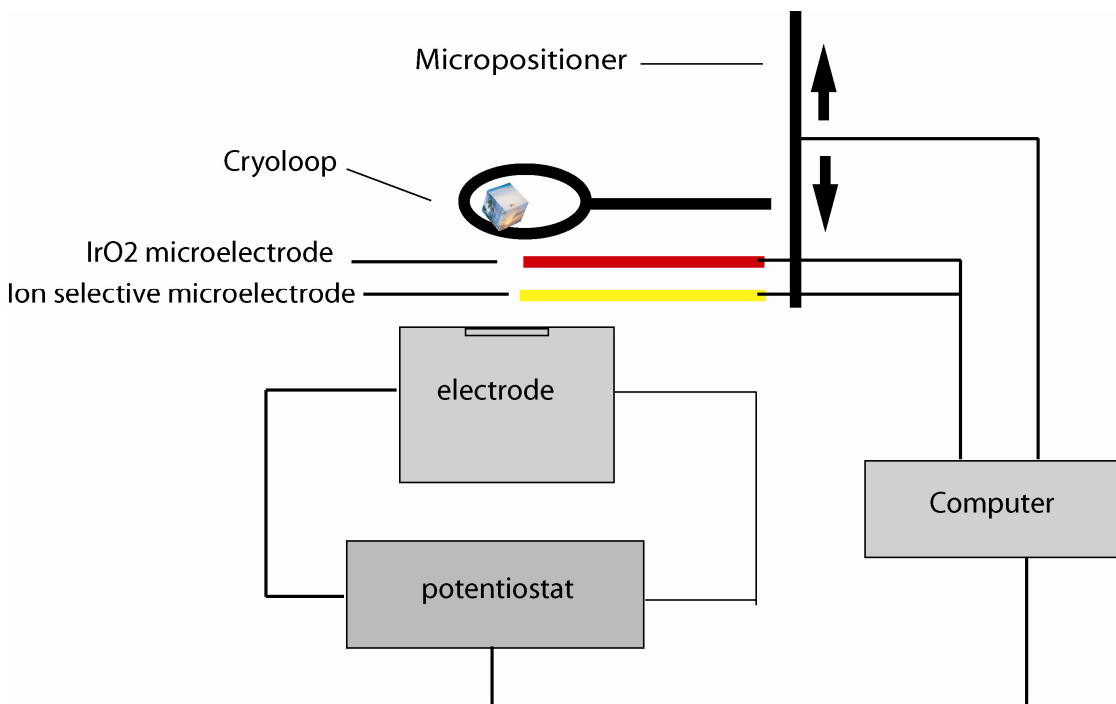 Micropositioner
Cryoloop
IrO2 microelectrode
Ion selective microelectrode
electrode
Computer
potentiostat